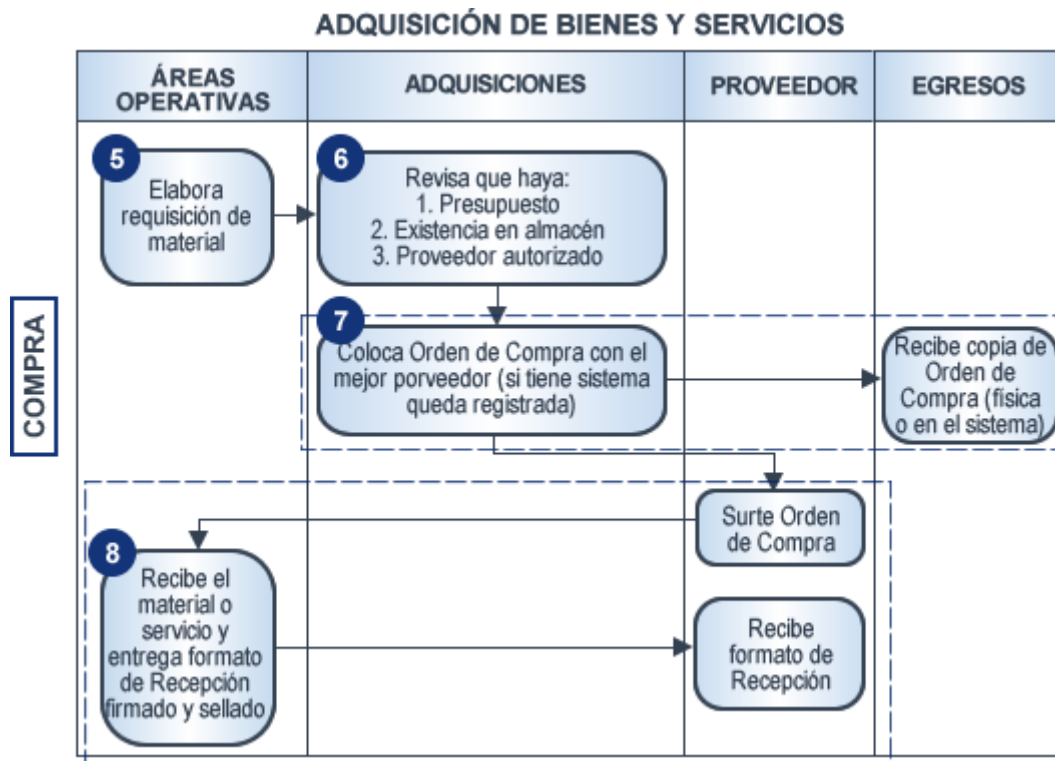 ADQUISICIÓN DE BIENES Y SERVICIOS
ÁREAS
OPERATIVAS
ADQUISICIONES
PROVEEDOR
EGRESOS
COMPRA
5
Elabora
requisición de
material
6
Revisa que haya:
1. Presupuesto
2. Existencia en almacén
3. Proveedor autorizado
7
Coloca Orden de Compra con el
mejor porveedor (si tiene sistema
queda registrada)
Recibe copia de
Orden de
Compra (física
o en el sistema)
Surte Orden
de Compra
8
Recibe el
material o
servicio y
entrega formato
de Recepción
firmado y sellado
Recibe
formato de
Recepción